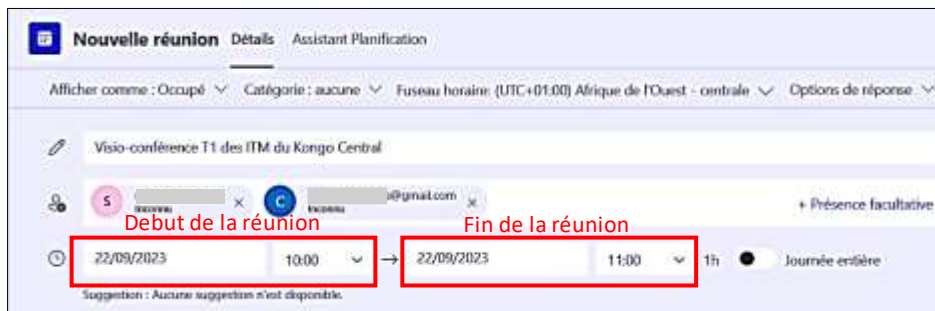 Nouvelle réunion Détails Assistant Planification
Afficher comme : Occupé Catégorie : aucune Fuseau horaire: (UTC+01:00) Afrique de l'Ouest - centrale Options de réponse
Visio-conférence T1 des ITM du Kongo Central
S C @gmail.com
Inconnu Inconnu + Présence facultative
Debut de la réunion Fin de la réunion
22/09/2023 10:00 → 22/09/2023 11:00 1h Journée entière
Suggestion : Aucune suggestion n'est disponible.